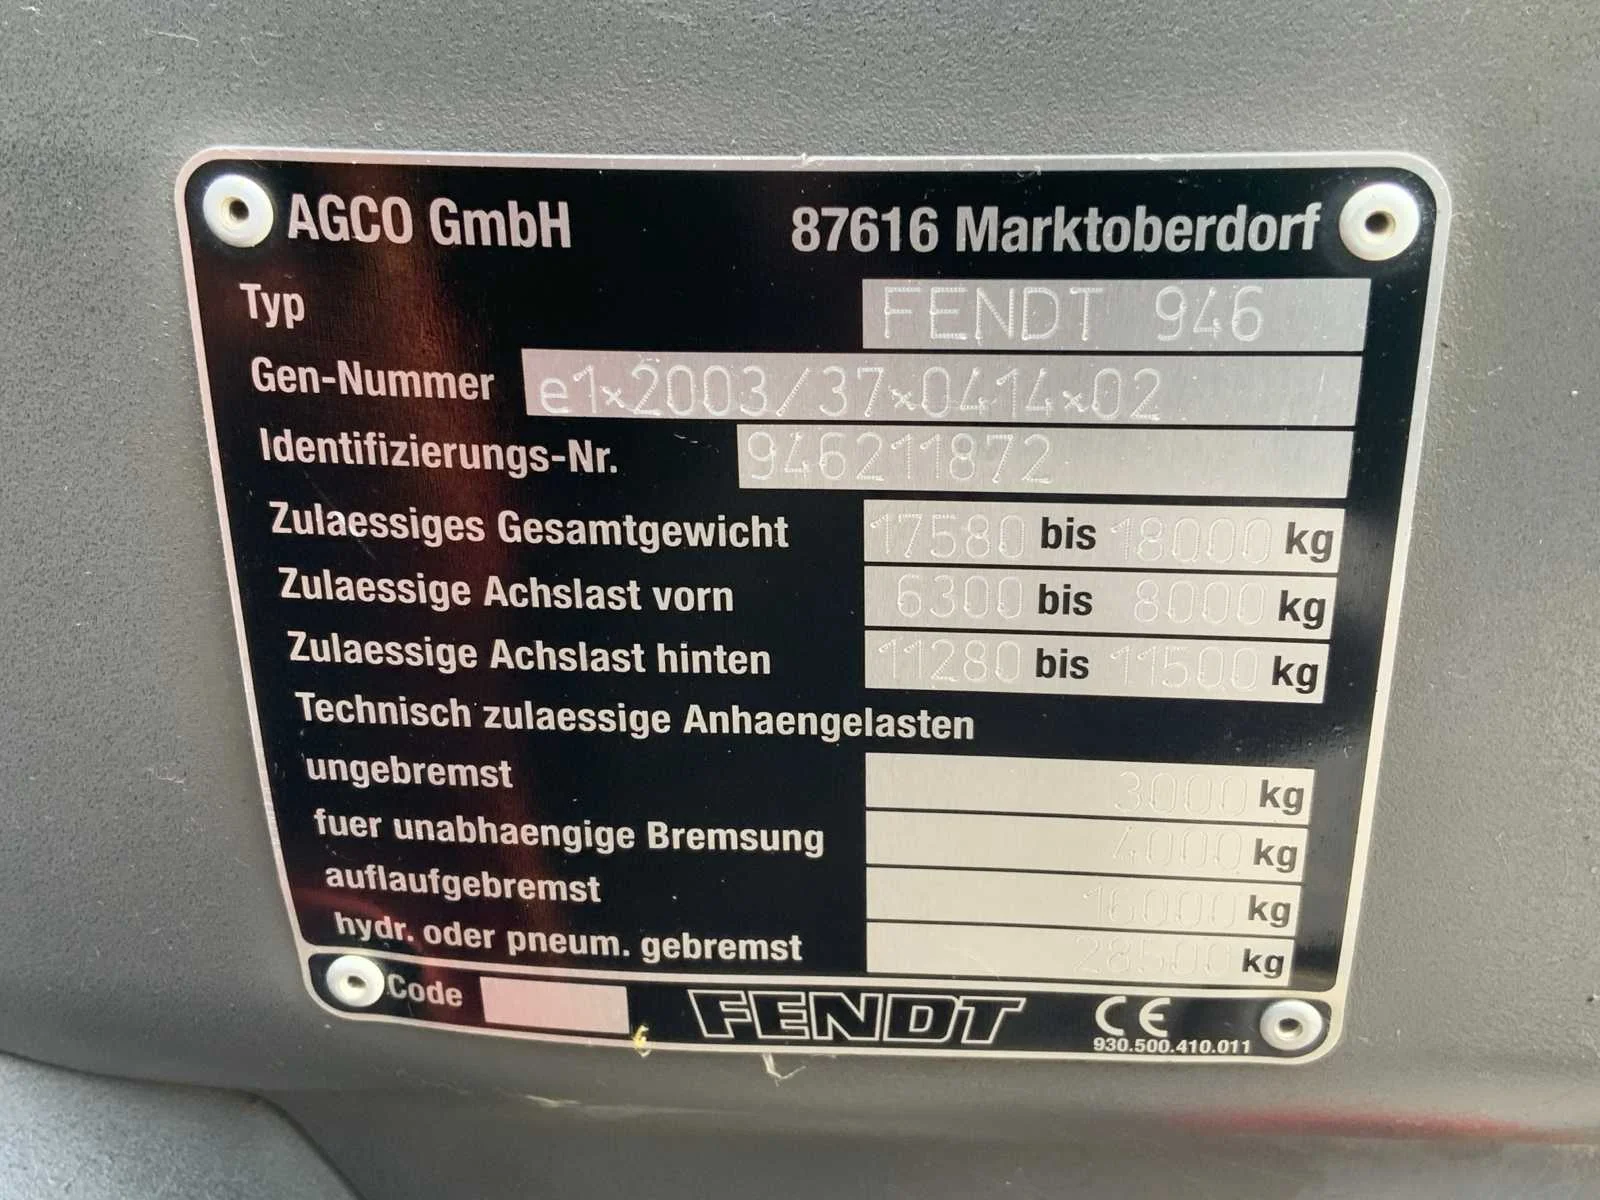 AGCO GmbH 87616 Marktoberdorf
Typ FENDT 946
Gen-Nummer e1*2003/37*0414*02
Identifizierungs-Nr. 946211872
Zulaessiges Gesamtgewicht 17580 bis 18000 kg
Zulaessige Achslast vorn 6300 bis 8000 kg
Zulaessige Achslast hinten 11280 bis 11500 kg
Technisch zulaessige Anhaengelasten
ungebremst 3000 kg
fuer unabhaengige Bremsung 4000 kg
auflaufgebremst 16000 kg
hydr. oder pneum. gebremst 28500 kg
Code FENDT CE
930.500.410.011